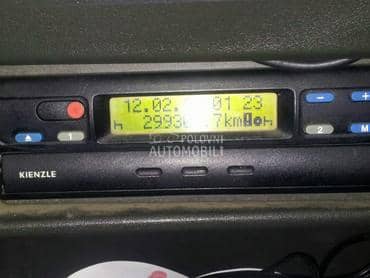 12.02. 01 23
2993 7km
1
2
M
POLOVNI
AUTOMOBILI
KIENZLE